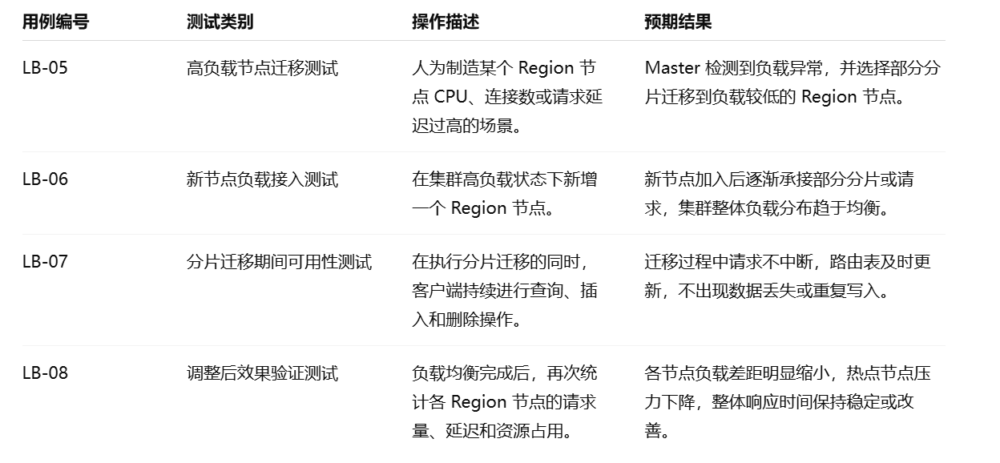 用例编号 测试类别 操作描述 预期结果
LB-05 高负载节点迁移测试 人为制造某个 Region 节 Master 检测到负载异常，并选择部分分
点 CPU、连接数或请求延 片迁移到负载较低的 Region 节点。
迟过高的场景。
LB-06 新节点负载接入测试 在集群高负载状态下新增 新节点加入后逐渐承接部分分片或请
一个 Region 节点。 求，集群整体负载分布趋于均衡。
LB-07 分片迁移期间可用性测试 在执行分片迁移的同时， 迁移过程中请求不中断，路由表及时更
客户端持续进行查询、插 新，不出现数据丢失或重复写入。
入和删除操作。
LB-08 调整后效果验证测试 负载均衡完成后，再次统 各节点负载差距明显缩小，热点节点压
计各 Region 节点的请求 力下降，整体响应时间保持稳定或改
量、延迟和资源占用。 善。